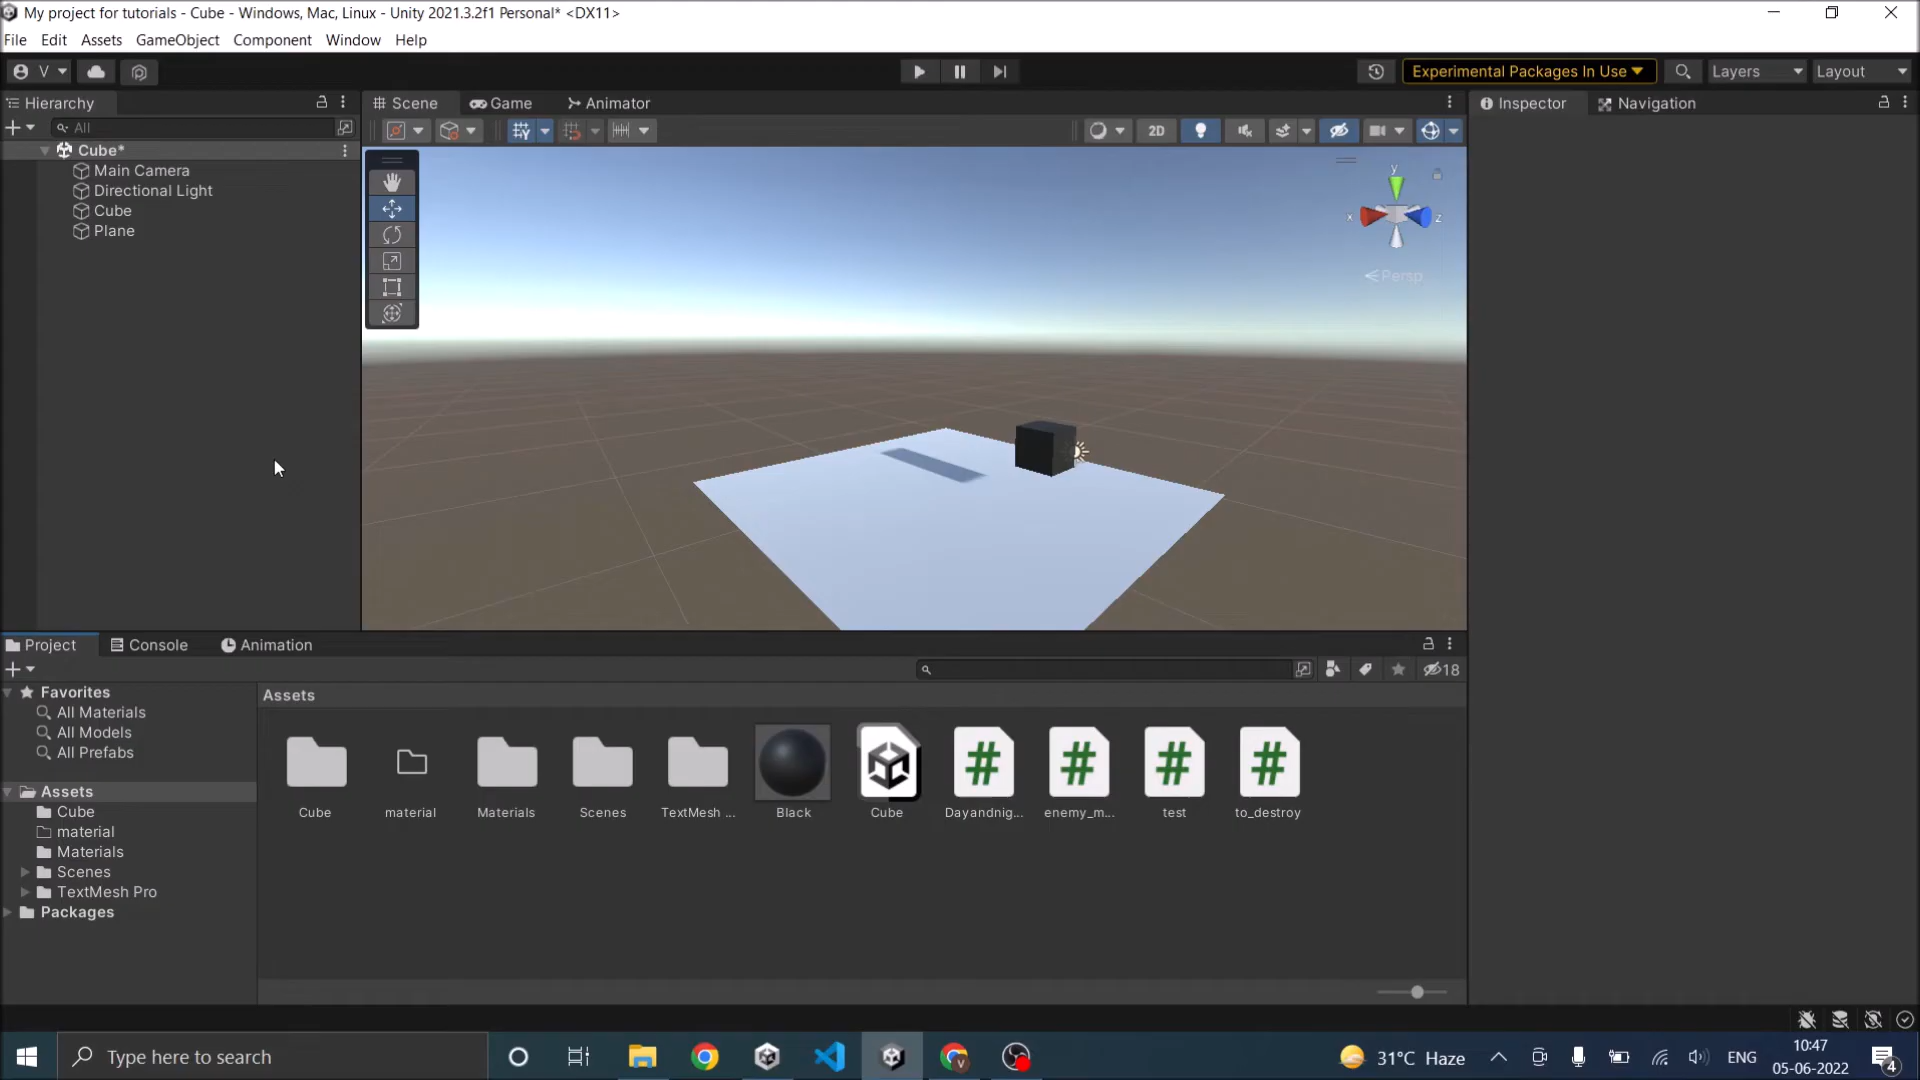 My project for tutorials - Cube - Windows, Mac, Linux - Unity 2021.3.2f1 Personal* <DX11>
File Edit Assets GameObject Component Window Help
V Experimental Packages In Use Layers Layout
Hierarchy Scene Game Animator Inspector Navigation
All 2D
Cube*
Main Camera
Directional Light
Cube
Plane
y
x z
Persp
Project Console Animation
18
Favorites Assets
All Materials
All Models
All Prefabs
Assets
Cube
material
Materials
Scenes
TextMesh Pro
Packages
Cube material Materials Scenes TextMesh ... Black Cube Dayandnig... enemy_m... test to_destroy
Type here to search 31°C Haze ENG 10:47
05-06-2022 4